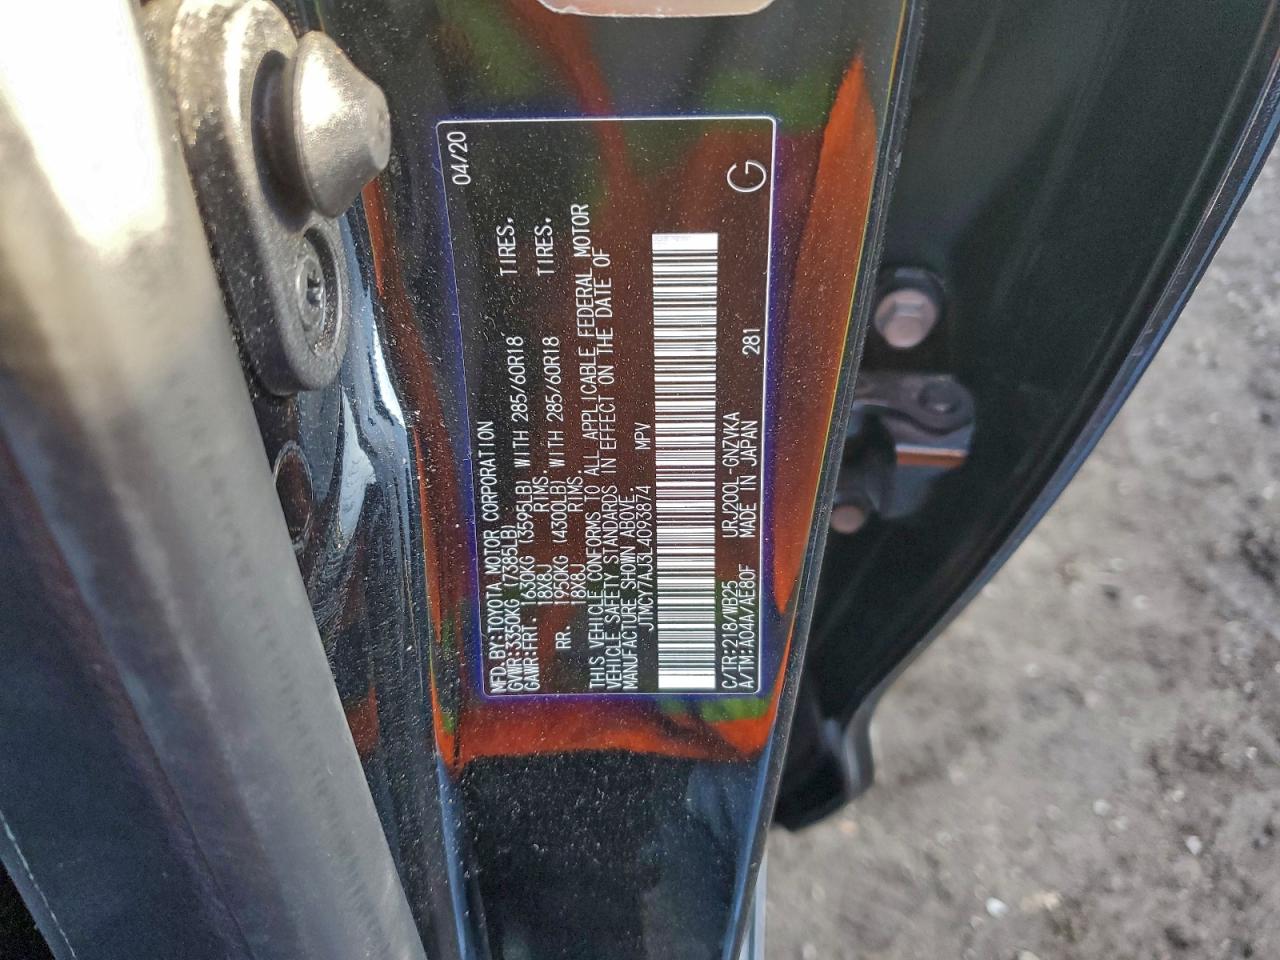 MFD.BY:TOYOTA MOTOR CORPORATION 04/20
GVWR:3350KG (7385LB)
GAWR:FRT. 1630KG (3595LB) WITH 285/60R18 TIRES,
18X8J RIMS.
RR. 1950KG (4300LB) WITH 285/60R18 TIRES,
18X8J RIMS.
THIS VEHICLE CONFORMS TO ALL APPLICABLE FEDERAL MOTOR
VEHICLE SAFETY STANDARDS IN EFFECT ON THE DATE OF
MANUFACTURE SHOWN ABOVE.
JTMCY7AJ3L4093874 MPV
C/TR:218/WB25 URJ200L-GNZVKA G
A/TM:A04A/AE80F MADE IN JAPAN 281